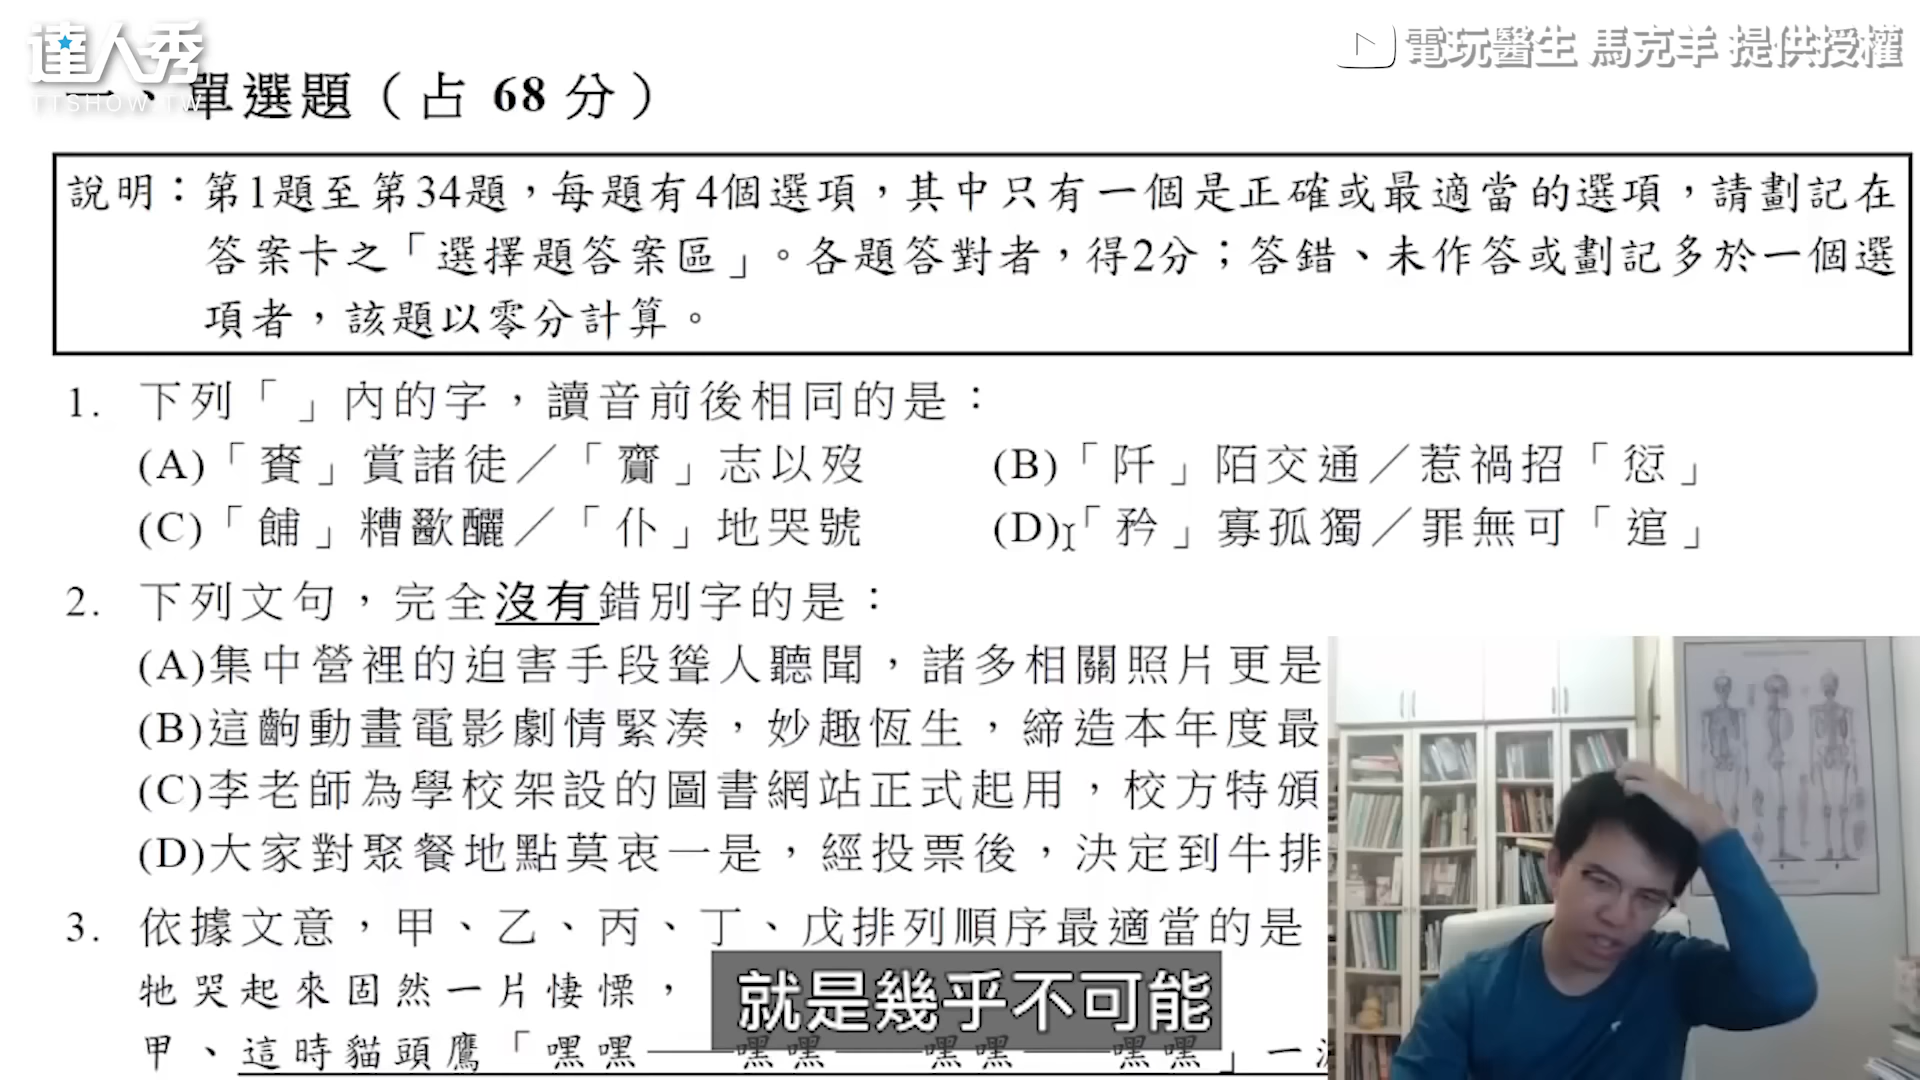 達人秀
TTSHOW.TW
電玩醫生 馬克羊 提供授權
一、單選題（占 68 分）
說明：第1題至第34題，每題有4個選項，其中只有一個是正確或最適當的選項，請劃記在
答案卡之「選擇題答案區」。各題答對者，得2分；答錯、未作答或劃記多於一個選
項者，該題以零分計算。
1. 下列「 」內的字，讀音前後相同的是：
(A)「賚」賞諸徒／「齎」志以歿 (B)「阡」陌交通／惹禍招「愆」
(C)「餔」糟歠釃／「仆」地哭號 (D)「矜」寡孤獨／罪無可「逭」
2. 下列文句，完全沒有錯別字的是：
(A)集中營裡的迫害手段聳人聽聞，諸多相關照片更是
(B)這齣動畫電影劇情緊湊，妙趣恆生，締造本年度最
(C)李老師為學校架設的圖書網站正式起用，校方特頒
(D)大家對聚餐地點莫衷一是，經投票後，決定到牛排
3. 依據文意，甲、乙、丙、丁、戊排列順序最適當的是
牠哭起來固然一片悽慄，
就是幾乎不可能
甲、這時貓頭鷹「嘿嘿——嘿嘿——嘿嘿——嘿嘿」一